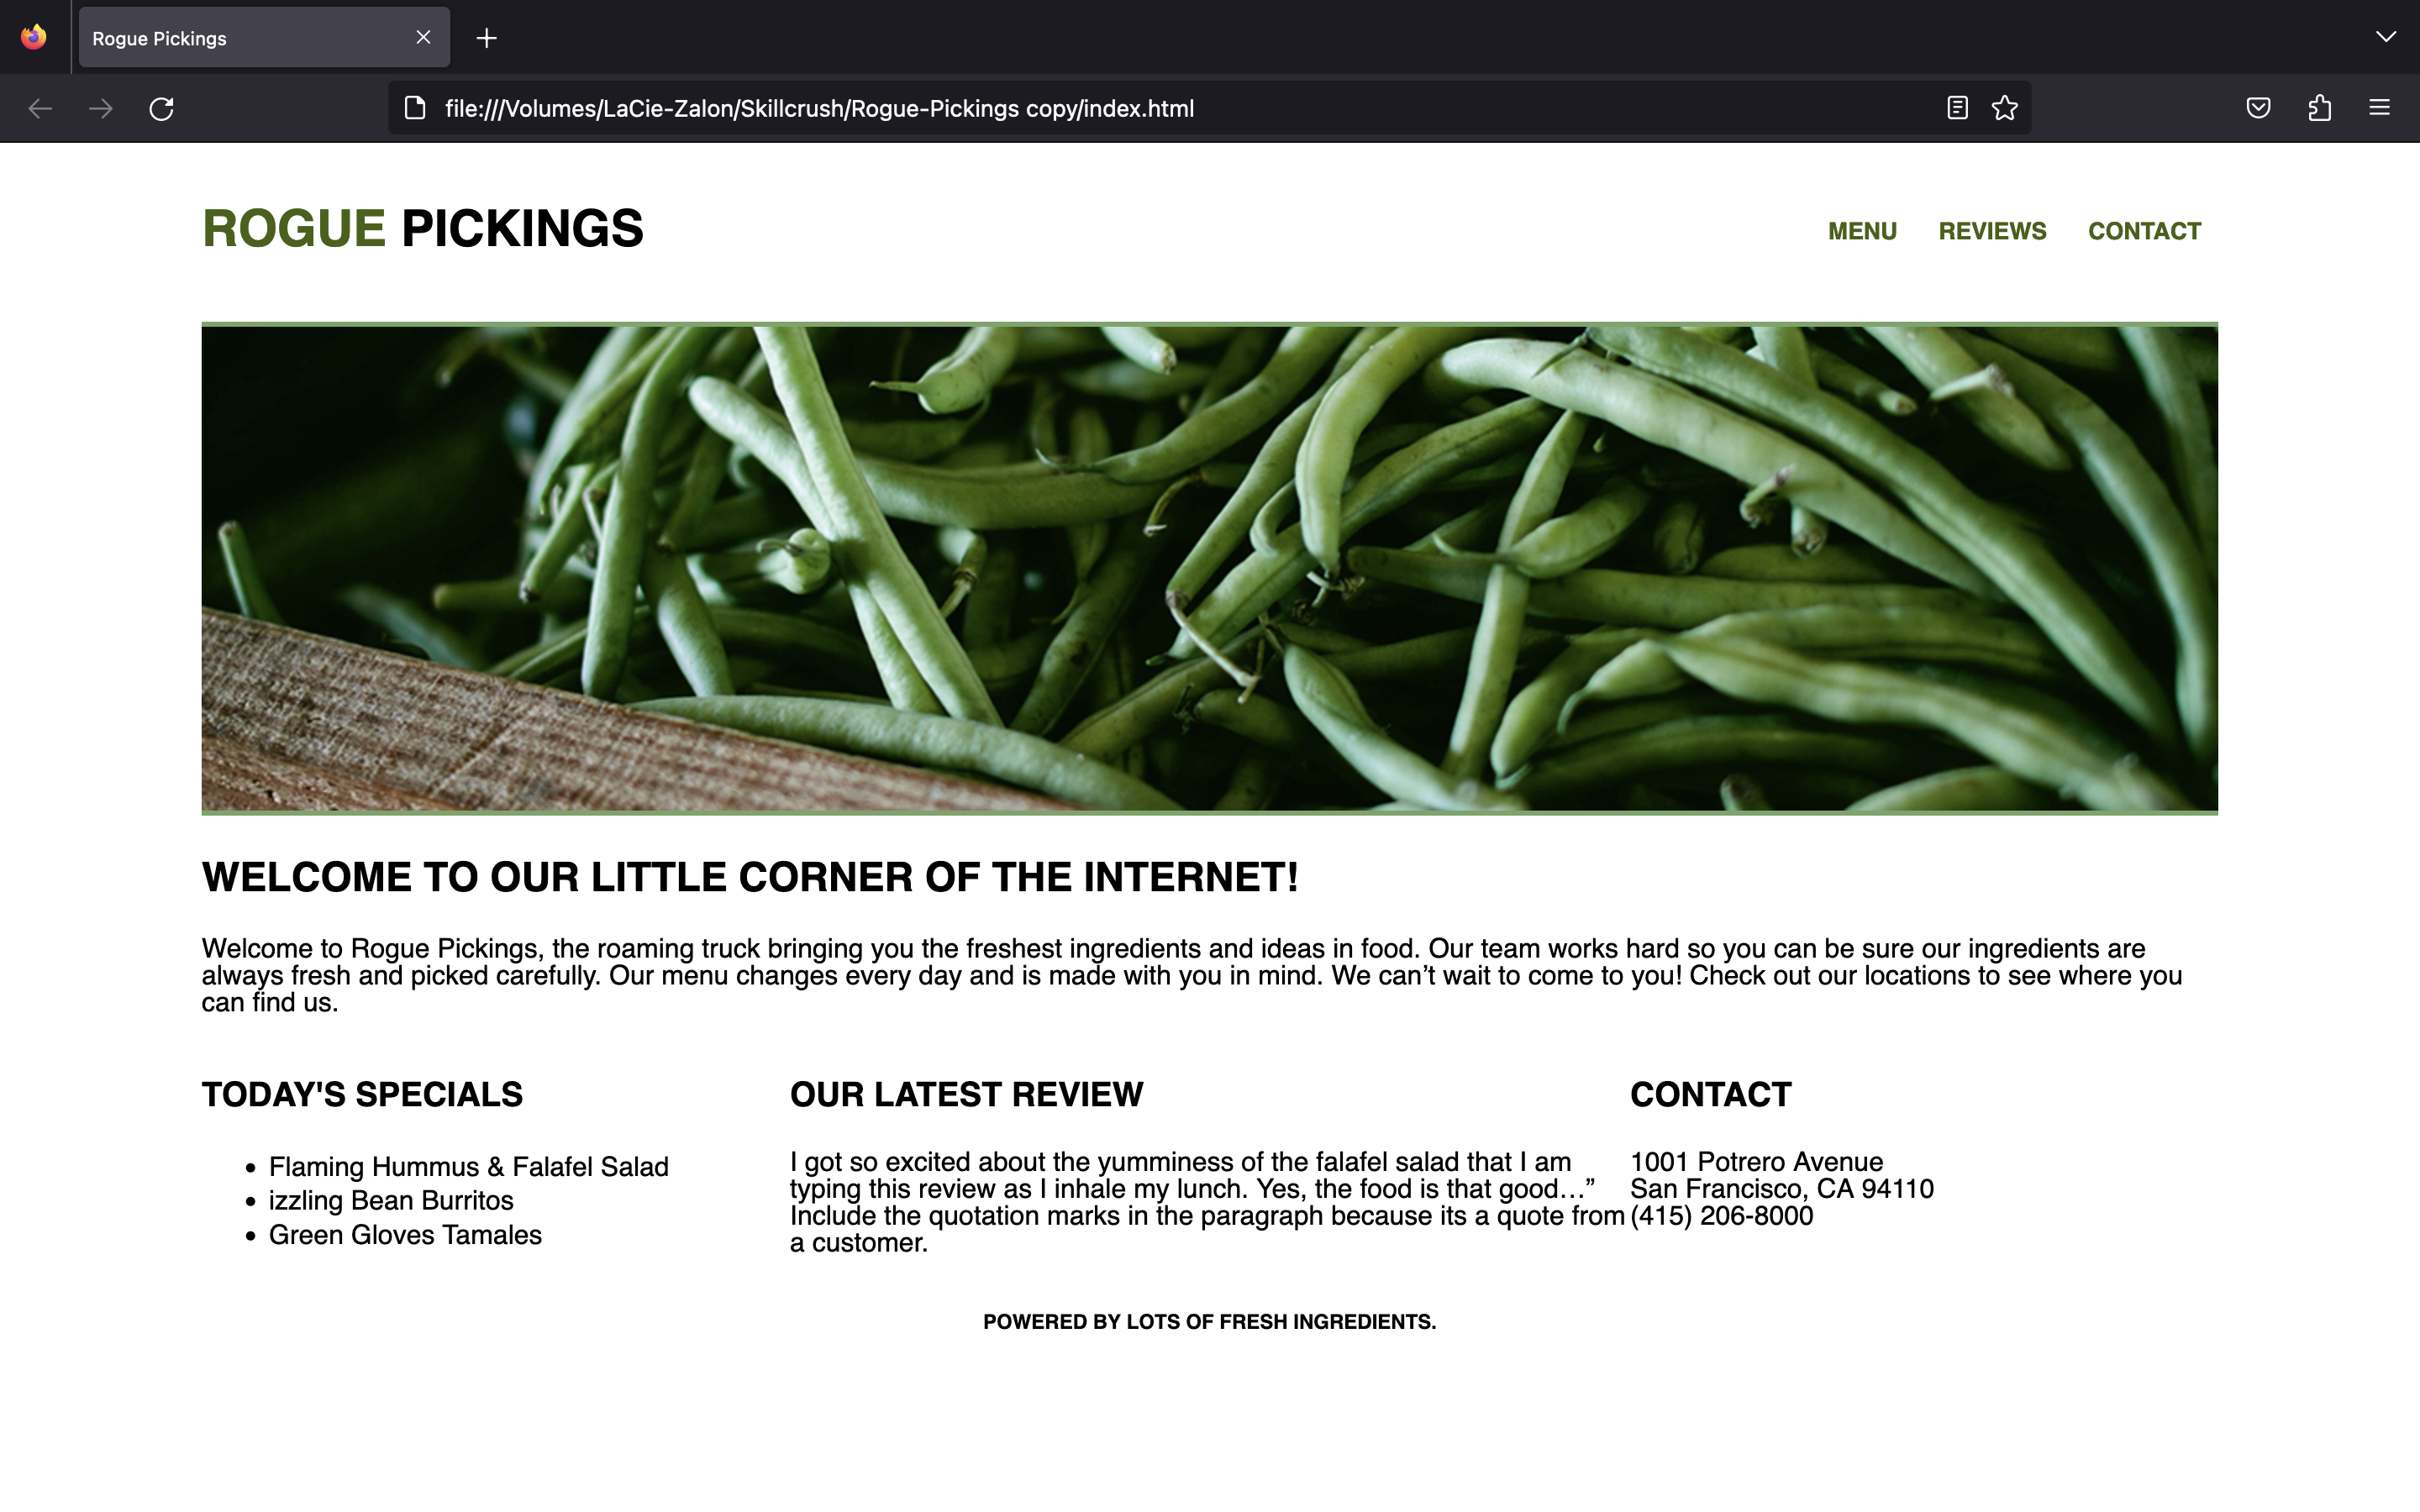 Rogue Pickings
file:///Volumes/LaCie-Zalon/Skillcrush/Rogue-Pickings copy/index.html
ROGUE PICKINGS
MENU REVIEWS CONTACT
WELCOME TO OUR LITTLE CORNER OF THE INTERNET!
Welcome to Rogue Pickings, the roaming truck bringing you the freshest ingredients and ideas in food. Our team works hard so you can be sure our ingredients are
always fresh and picked carefully. Our menu changes every day and is made with you in mind. We can’t wait to come to you! Check out our locations to see where you
can find us.
TODAY'S SPECIALS
Flaming Hummus & Falafel Salad
izzling Bean Burritos
Green Gloves Tamales
OUR LATEST REVIEW
I got so excited about the yumminess of the falafel salad that I am
typing this review as I inhale my lunch. Yes, the food is that good…”
Include the quotation marks in the paragraph because its a quote from
a customer.
CONTACT
1001 Potrero Avenue
San Francisco, CA 94110
(415) 206-8000
POWERED BY LOTS OF FRESH INGREDIENTS.